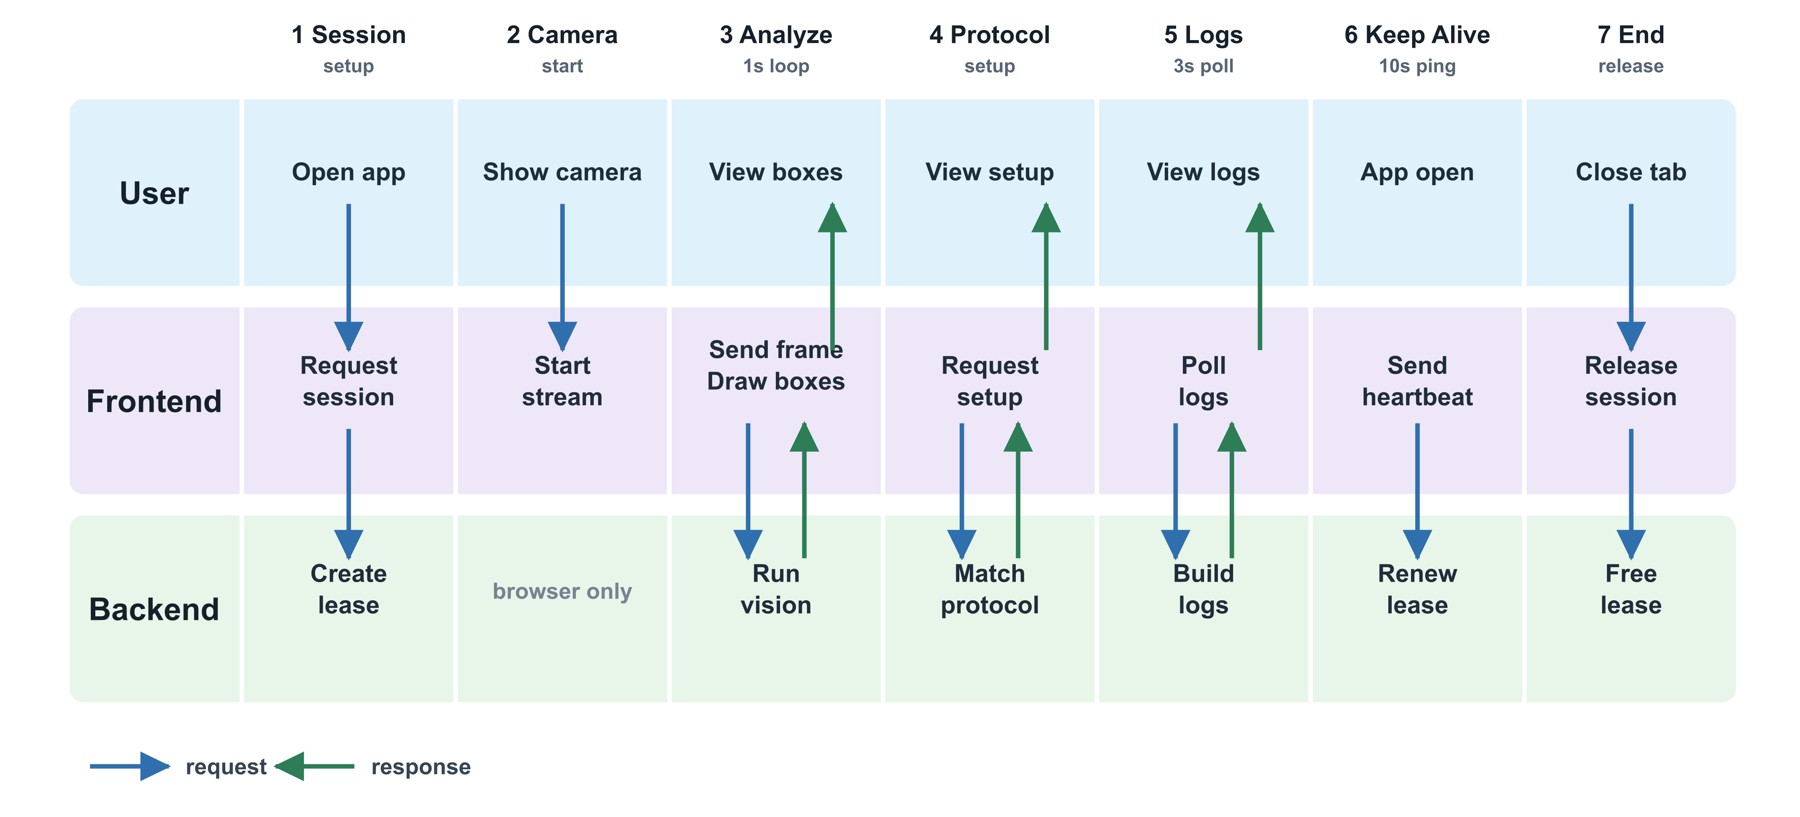 1 Session
setup
2 Camera
start
3 Analyze
1s loop
4 Protocol
setup
5 Logs
3s poll
6 Keep Alive
10s ping
7 End
release
User
Open app
Show camera
View boxes
View setup
View logs
App open
Close tab
Frontend
Request
session
Start
stream
Send frame
Draw boxes
Request
setup
Poll
logs
Send
heartbeat
Release
session
Backend
Create
lease
browser only
Run
vision
Match
protocol
Build
logs
Renew
lease
Free
lease
request
response